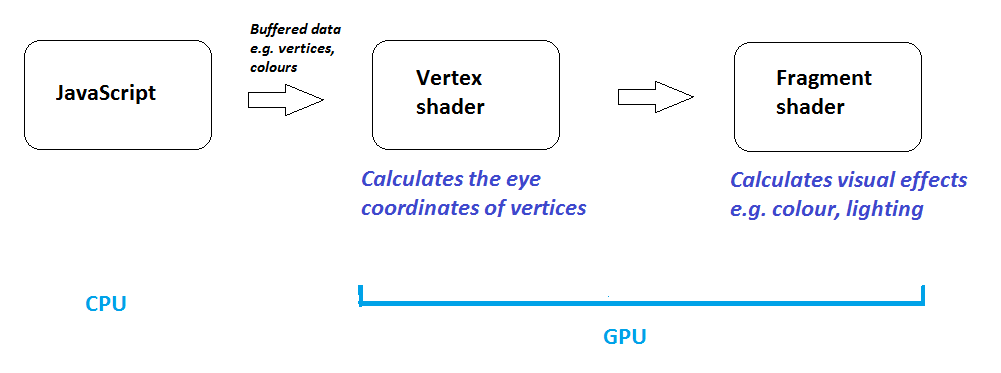 Buffered data
e.g. vertices,
colours
JavaScript
Vertex
shader
Fragment
shader
Calculates the eye
coordinates of vertices
Calculates visual effects
e.g. colour, lighting
CPU
GPU